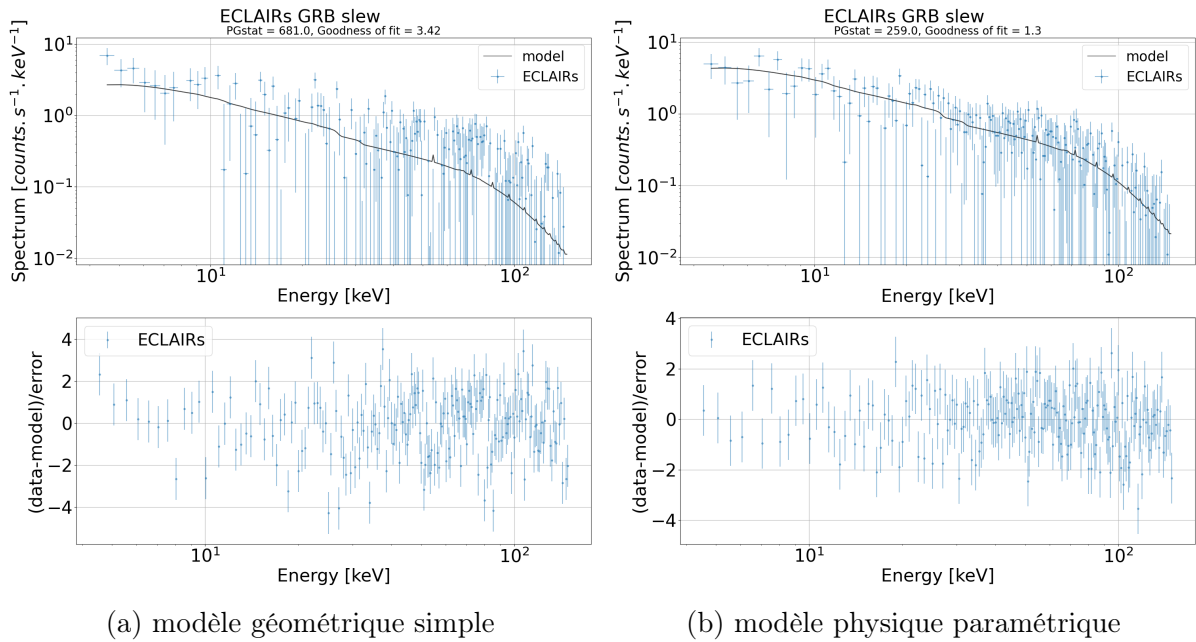 ECLAIRs GRB slew
PGstat = 681.0, Goodness of fit = 3.42
Spectrum [counts.s⁻¹.keV⁻¹]
10¹
10⁰
10⁻¹
10⁻²
model
ECLAIRs
10¹ 10²
Energy [keV]
(data-model)/error
4
2
0
−2
−4
ECLAIRs
10¹ 10²
Energy [keV]
(a) modèle géométrique simple
ECLAIRs GRB slew
PGstat = 259.0, Goodness of fit = 1.3
Spectrum [counts.s⁻¹.keV⁻¹]
10¹
10⁰
10⁻¹
10⁻²
model
ECLAIRs
10¹ 10²
Energy [keV]
(data-model)/error
4
2
0
−2
−4
ECLAIRs
10¹ 10²
Energy [keV]
(b) modèle physique paramétrique